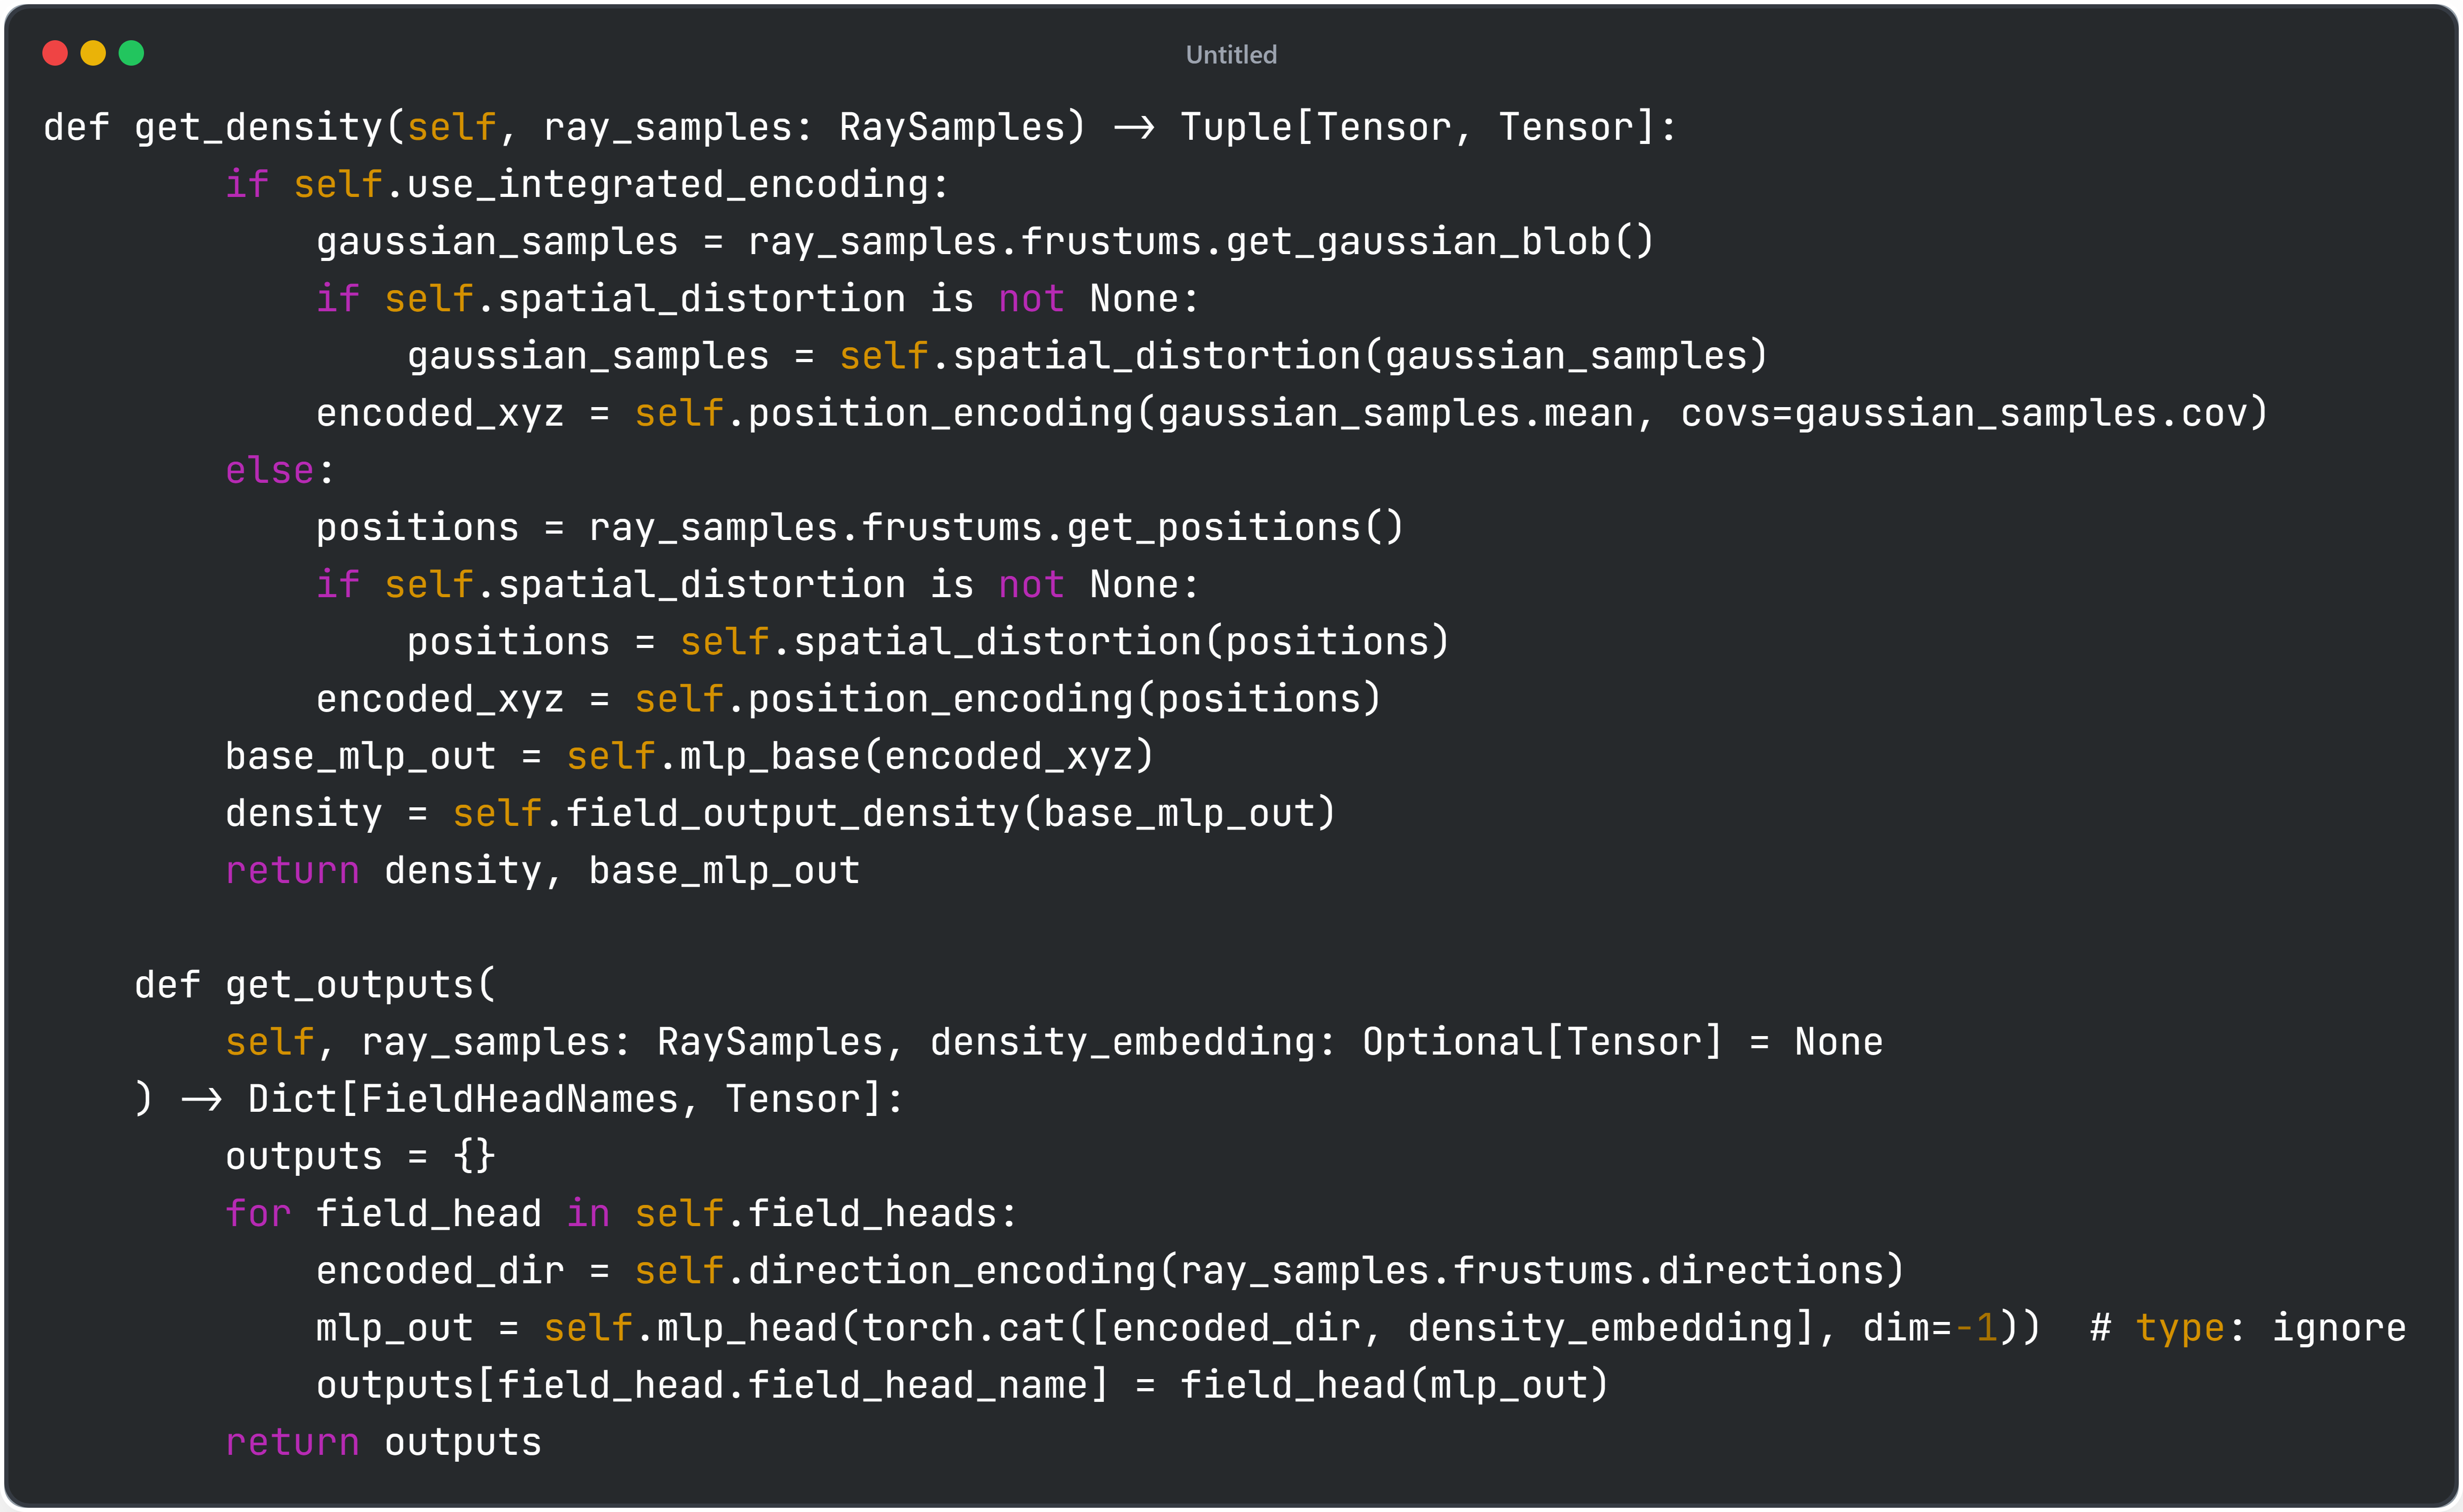 Untitled
def get_density(self, ray_samples: RaySamples) -> Tuple[Tensor, Tensor]:
        if self.use_integrated_encoding:
            gaussian_samples = ray_samples.frustums.get_gaussian_blob()
            if self.spatial_distortion is not None:
                gaussian_samples = self.spatial_distortion(gaussian_samples)
            encoded_xyz = self.position_encoding(gaussian_samples.mean, covs=gaussian_samples.cov)
        else:
            positions = ray_samples.frustums.get_positions()
            if self.spatial_distortion is not None:
                positions = self.spatial_distortion(positions)
            encoded_xyz = self.position_encoding(positions)
        base_mlp_out = self.mlp_base(encoded_xyz)
        density = self.field_output_density(base_mlp_out)
        return density, base_mlp_out

    def get_outputs(
        self, ray_samples: RaySamples, density_embedding: Optional[Tensor] = None
    ) -> Dict[FieldHeadNames, Tensor]:
        outputs = {}
        for field_head in self.field_heads:
            encoded_dir = self.direction_encoding(ray_samples.frustums.directions)
            mlp_out = self.mlp_head(torch.cat([encoded_dir, density_embedding], dim=-1))  # type: ignore
            outputs[field_head.field_head_name] = field_head(mlp_out)
        return outputs